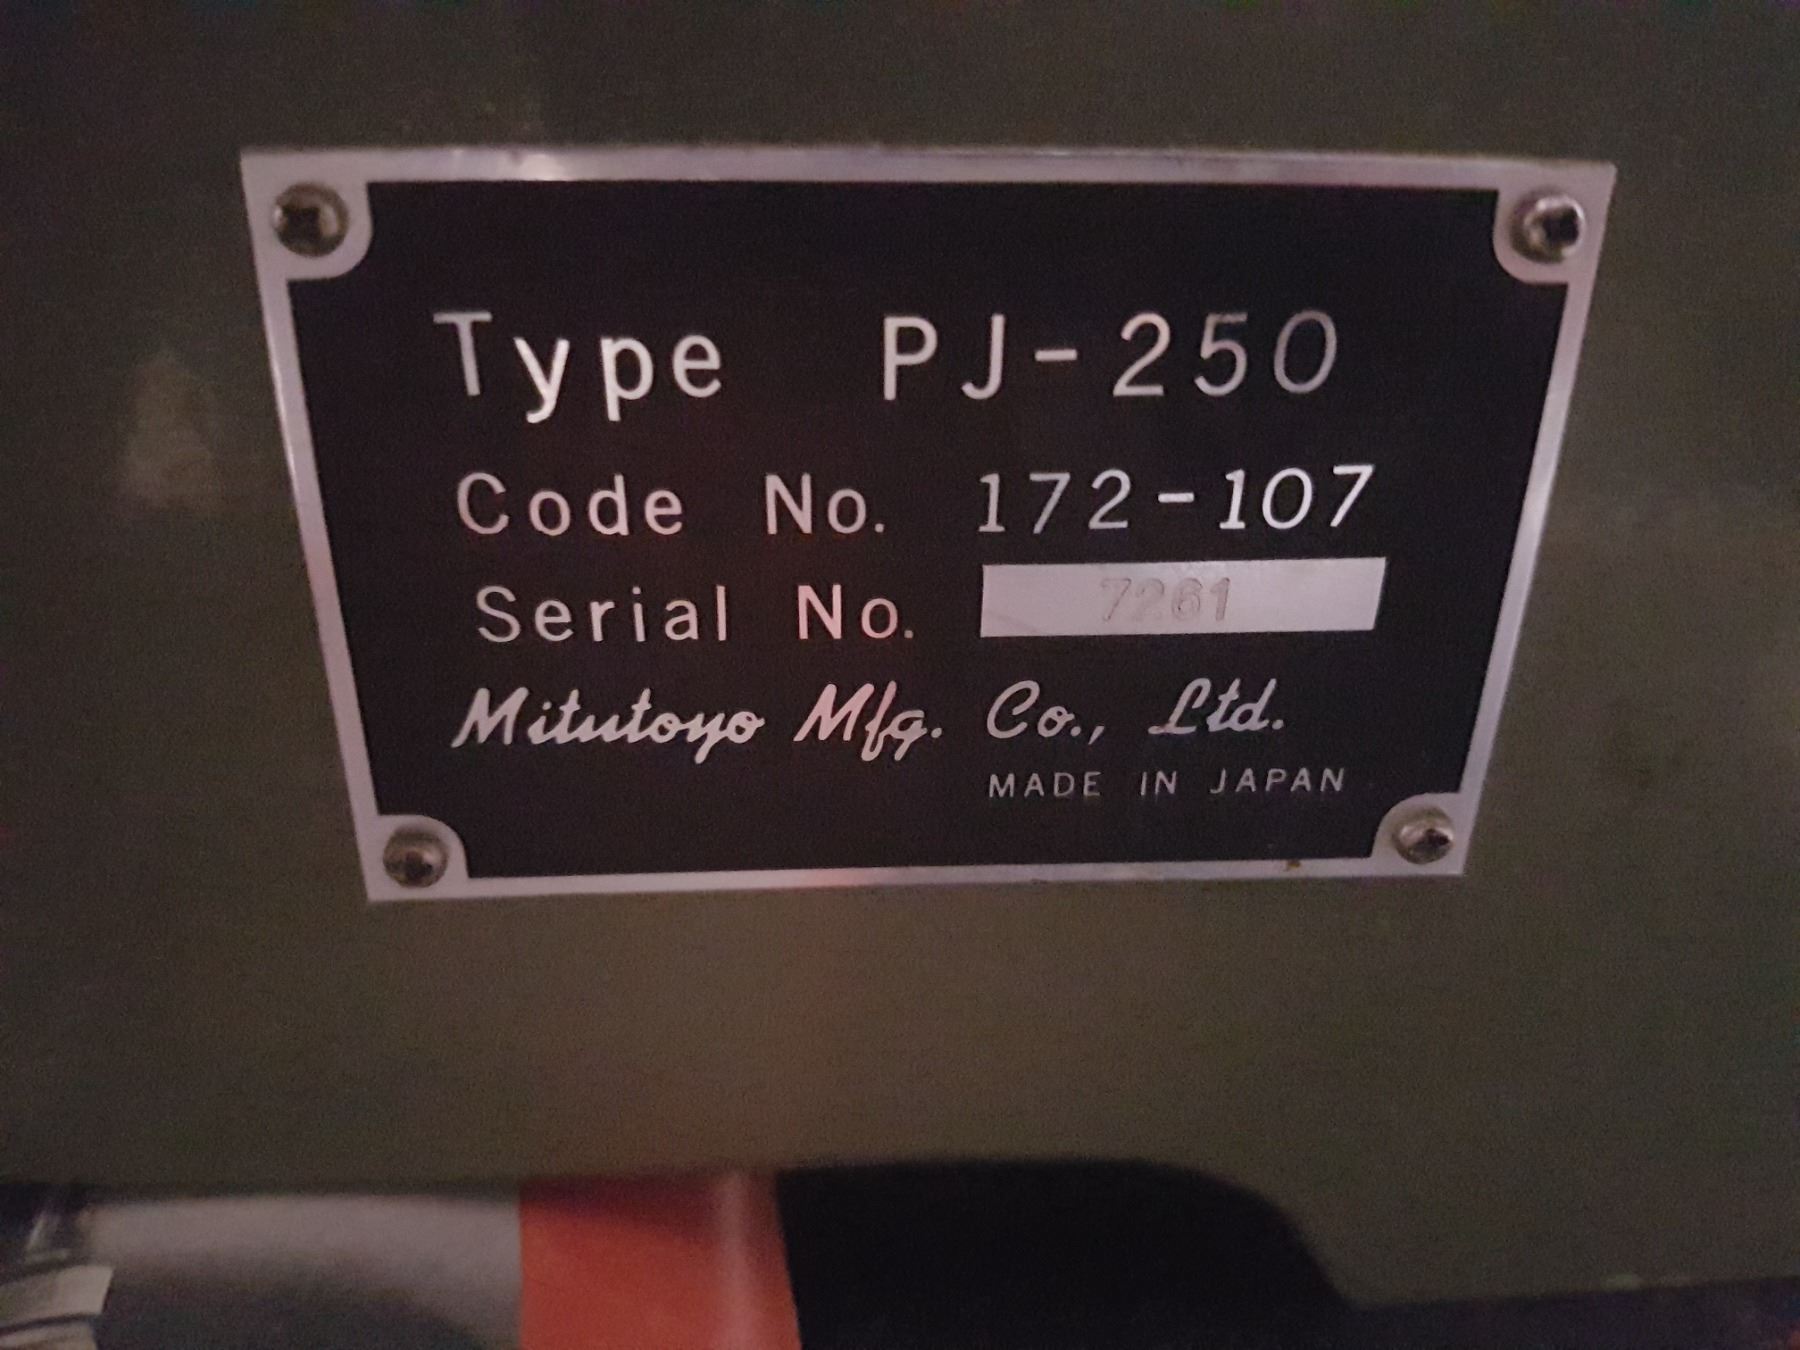 Type PJ-250
Code No. 172-107
Serial No. 7261
Mitutoyo Mfg. Co., Ltd.
MADE IN JAPAN